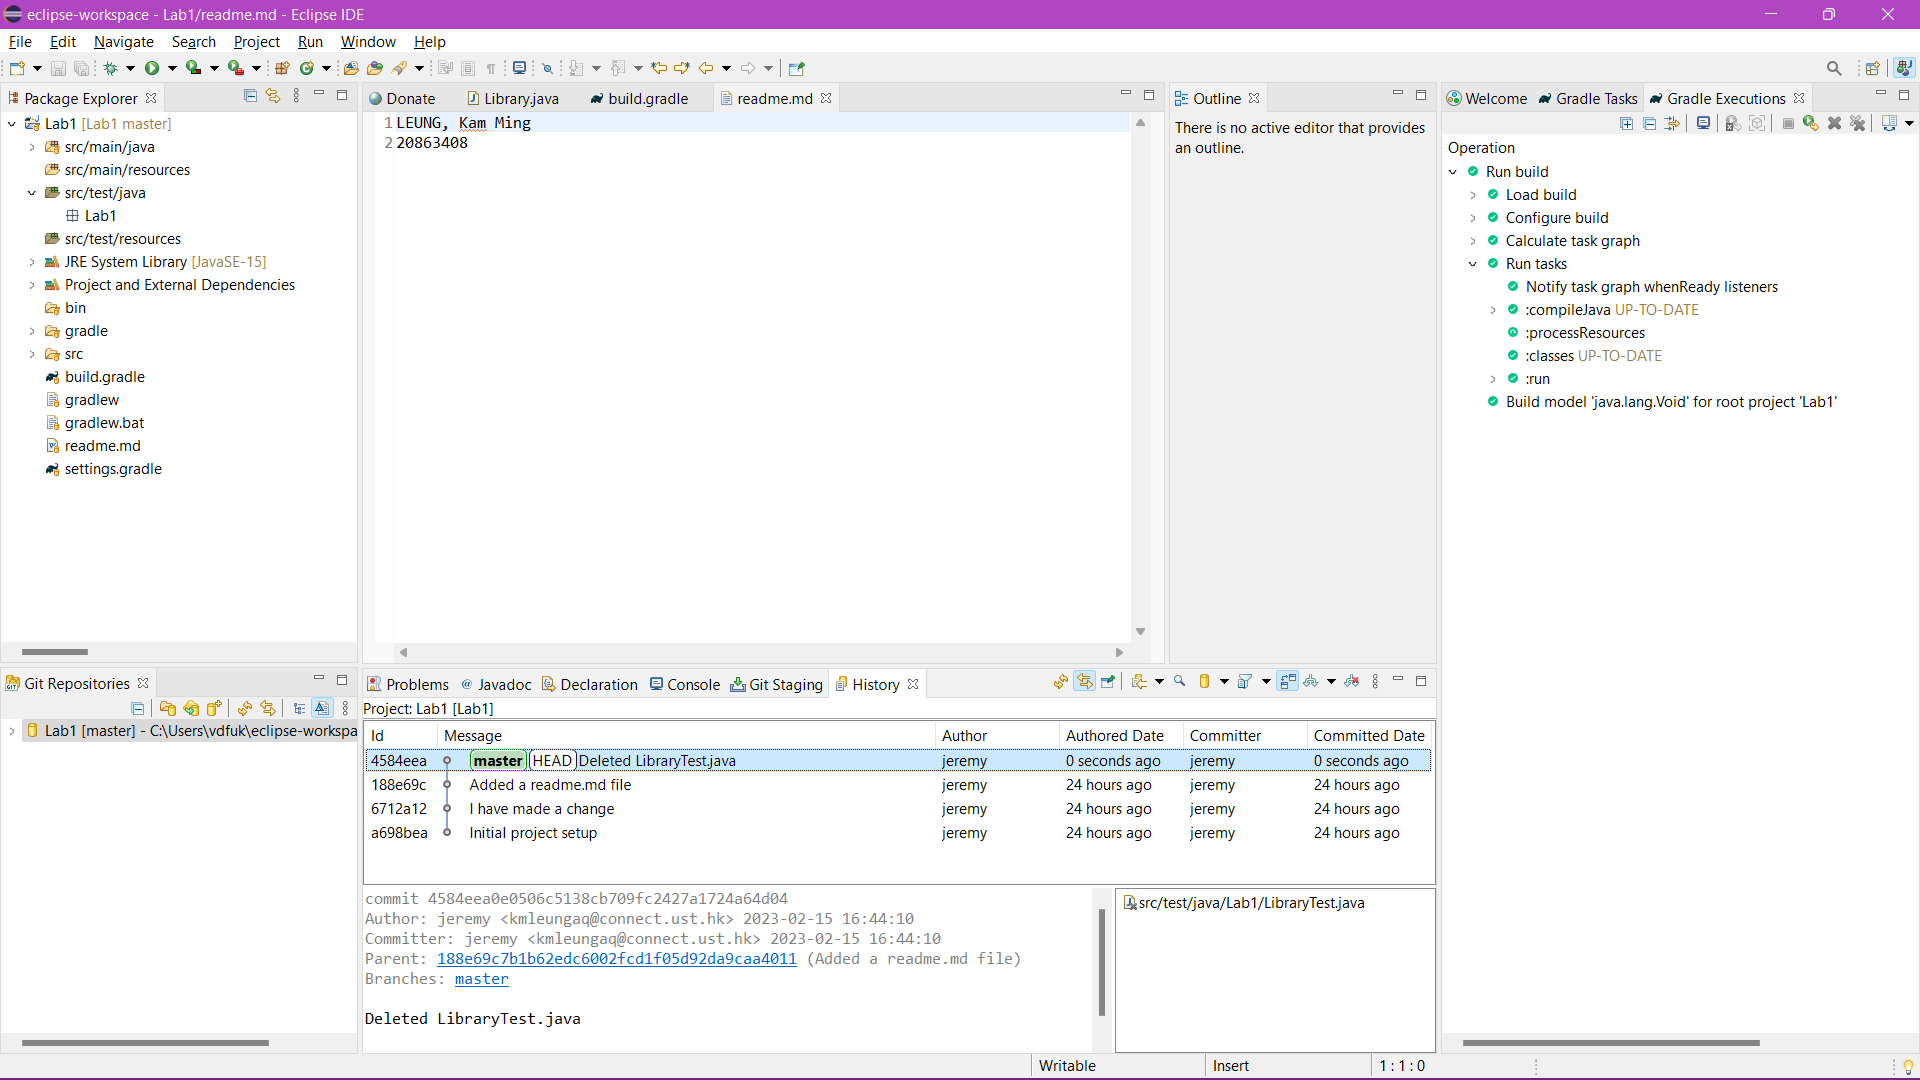 eclipse-workspace - Lab1/readme.md - Eclipse IDE
File Edit Navigate Search Project Run Window Help
Package Explorer
Lab1 [Lab1 master]
src/main/java
src/main/resources
src/test/java
Lab1
src/test/resources
JRE System Library [JavaSE-15]
Project and External Dependencies
bin
gradle
src
build.gradle
gradlew
gradlew.bat
readme.md
settings.gradle
Git Repositories
Lab1 [master] - C:\Users\vdfuk\eclipse-workspa
Donate Library.java build.gradle readme.md
1 LEUNG, Kam Ming
2 20863408
Outline
There is no active editor that provides
an outline.
Welcome Gradle Tasks Gradle Executions
Operation
Run build
Load build
Configure build
Calculate task graph
Run tasks
Notify task graph whenReady listeners
:compileJava UP-TO-DATE
:processResources
:classes UP-TO-DATE
:run
Build model 'java.lang.Void' for root project 'Lab1'
Problems Javadoc Declaration Console Git Staging History
Project: Lab1 [Lab1]
Id Message Author Authored Date Committer Committed Date
4584eea master HEAD Deleted LibraryTest.java jeremy 0 seconds ago jeremy 0 seconds ago
188e69c Added a readme.md file jeremy 24 hours ago jeremy 24 hours ago
6712a12 I have made a change jeremy 24 hours ago jeremy 24 hours ago
a698bea Initial project setup jeremy 24 hours ago jeremy 24 hours ago
commit 4584eea0e0506c5138cb709fc2427a1724a64d04
Author: jeremy <kmleungaq@connect.ust.hk> 2023-02-15 16:44:10
Committer: jeremy <kmleungaq@connect.ust.hk> 2023-02-15 16:44:10
Parent: 188e69c7b1b62edc6002fcd1f05d92da9caa4011 (Added a readme.md file)
Branches: master
Deleted LibraryTest.java
src/test/java/Lab1/LibraryTest.java
Writable Insert 1 : 1 : 0